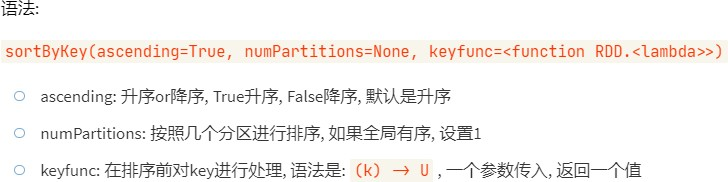 语法:
sortByKey(ascending=True, numPartitions=None, keyfunc=<function RDD.<lambda>>)
ascending: 升序or降序, True升序, False降序, 默认是升序
numPartitions: 按照几个分区进行排序, 如果全局有序, 设置1
keyfunc: 在排序前对key进行处理, 语法是: (k) → U , 一个参数传入, 返回一个值